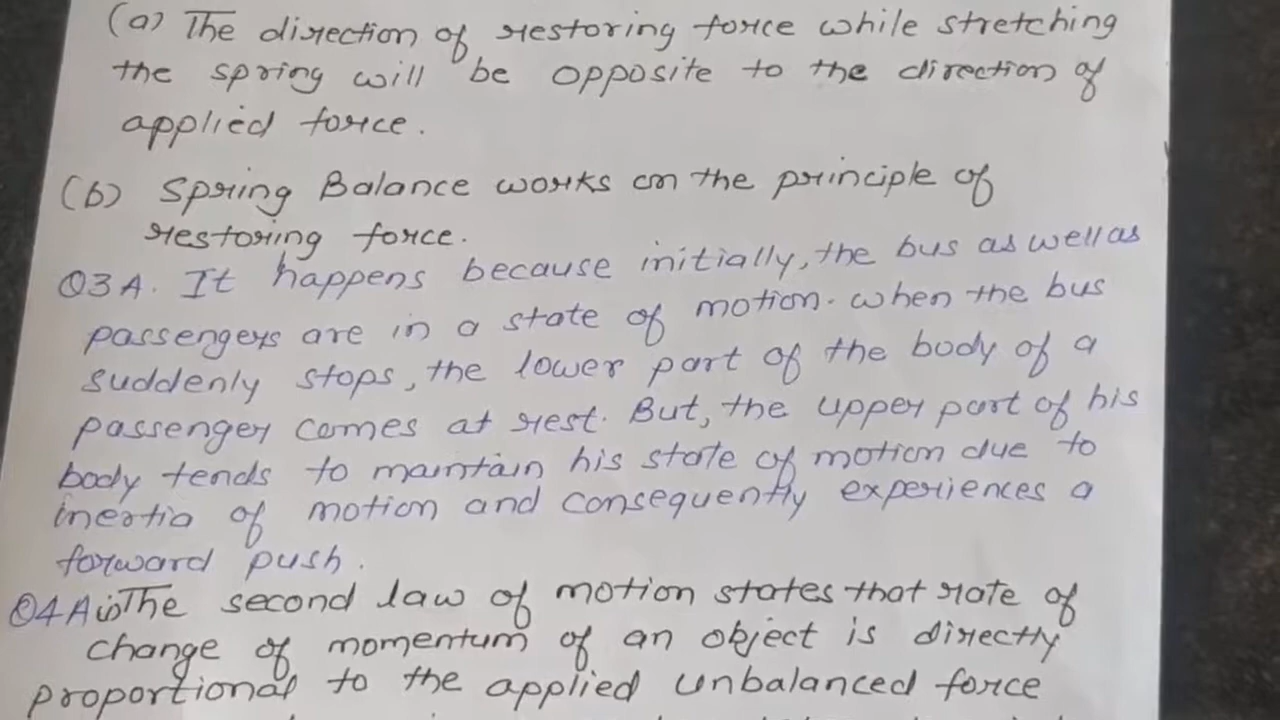 (a) The direction of restoring force while stretching
the spring will be opposite to the direction of
applied force.
(b) Spring Balance works on the principle of
restoring force.
Q3A. It happens because initially, the bus as well as
passengers are in a state of motion. when the bus
suddenly stops, the lower part of the body of a
passenger comes at rest. But, the upper part of his
body tends to maintain his state of motion due to
inertia of motion and consequently experiences a
forward push.
Q4A The second law of motion states that rate of
change of momentum of an object is directly
proportional to the applied unbalanced force